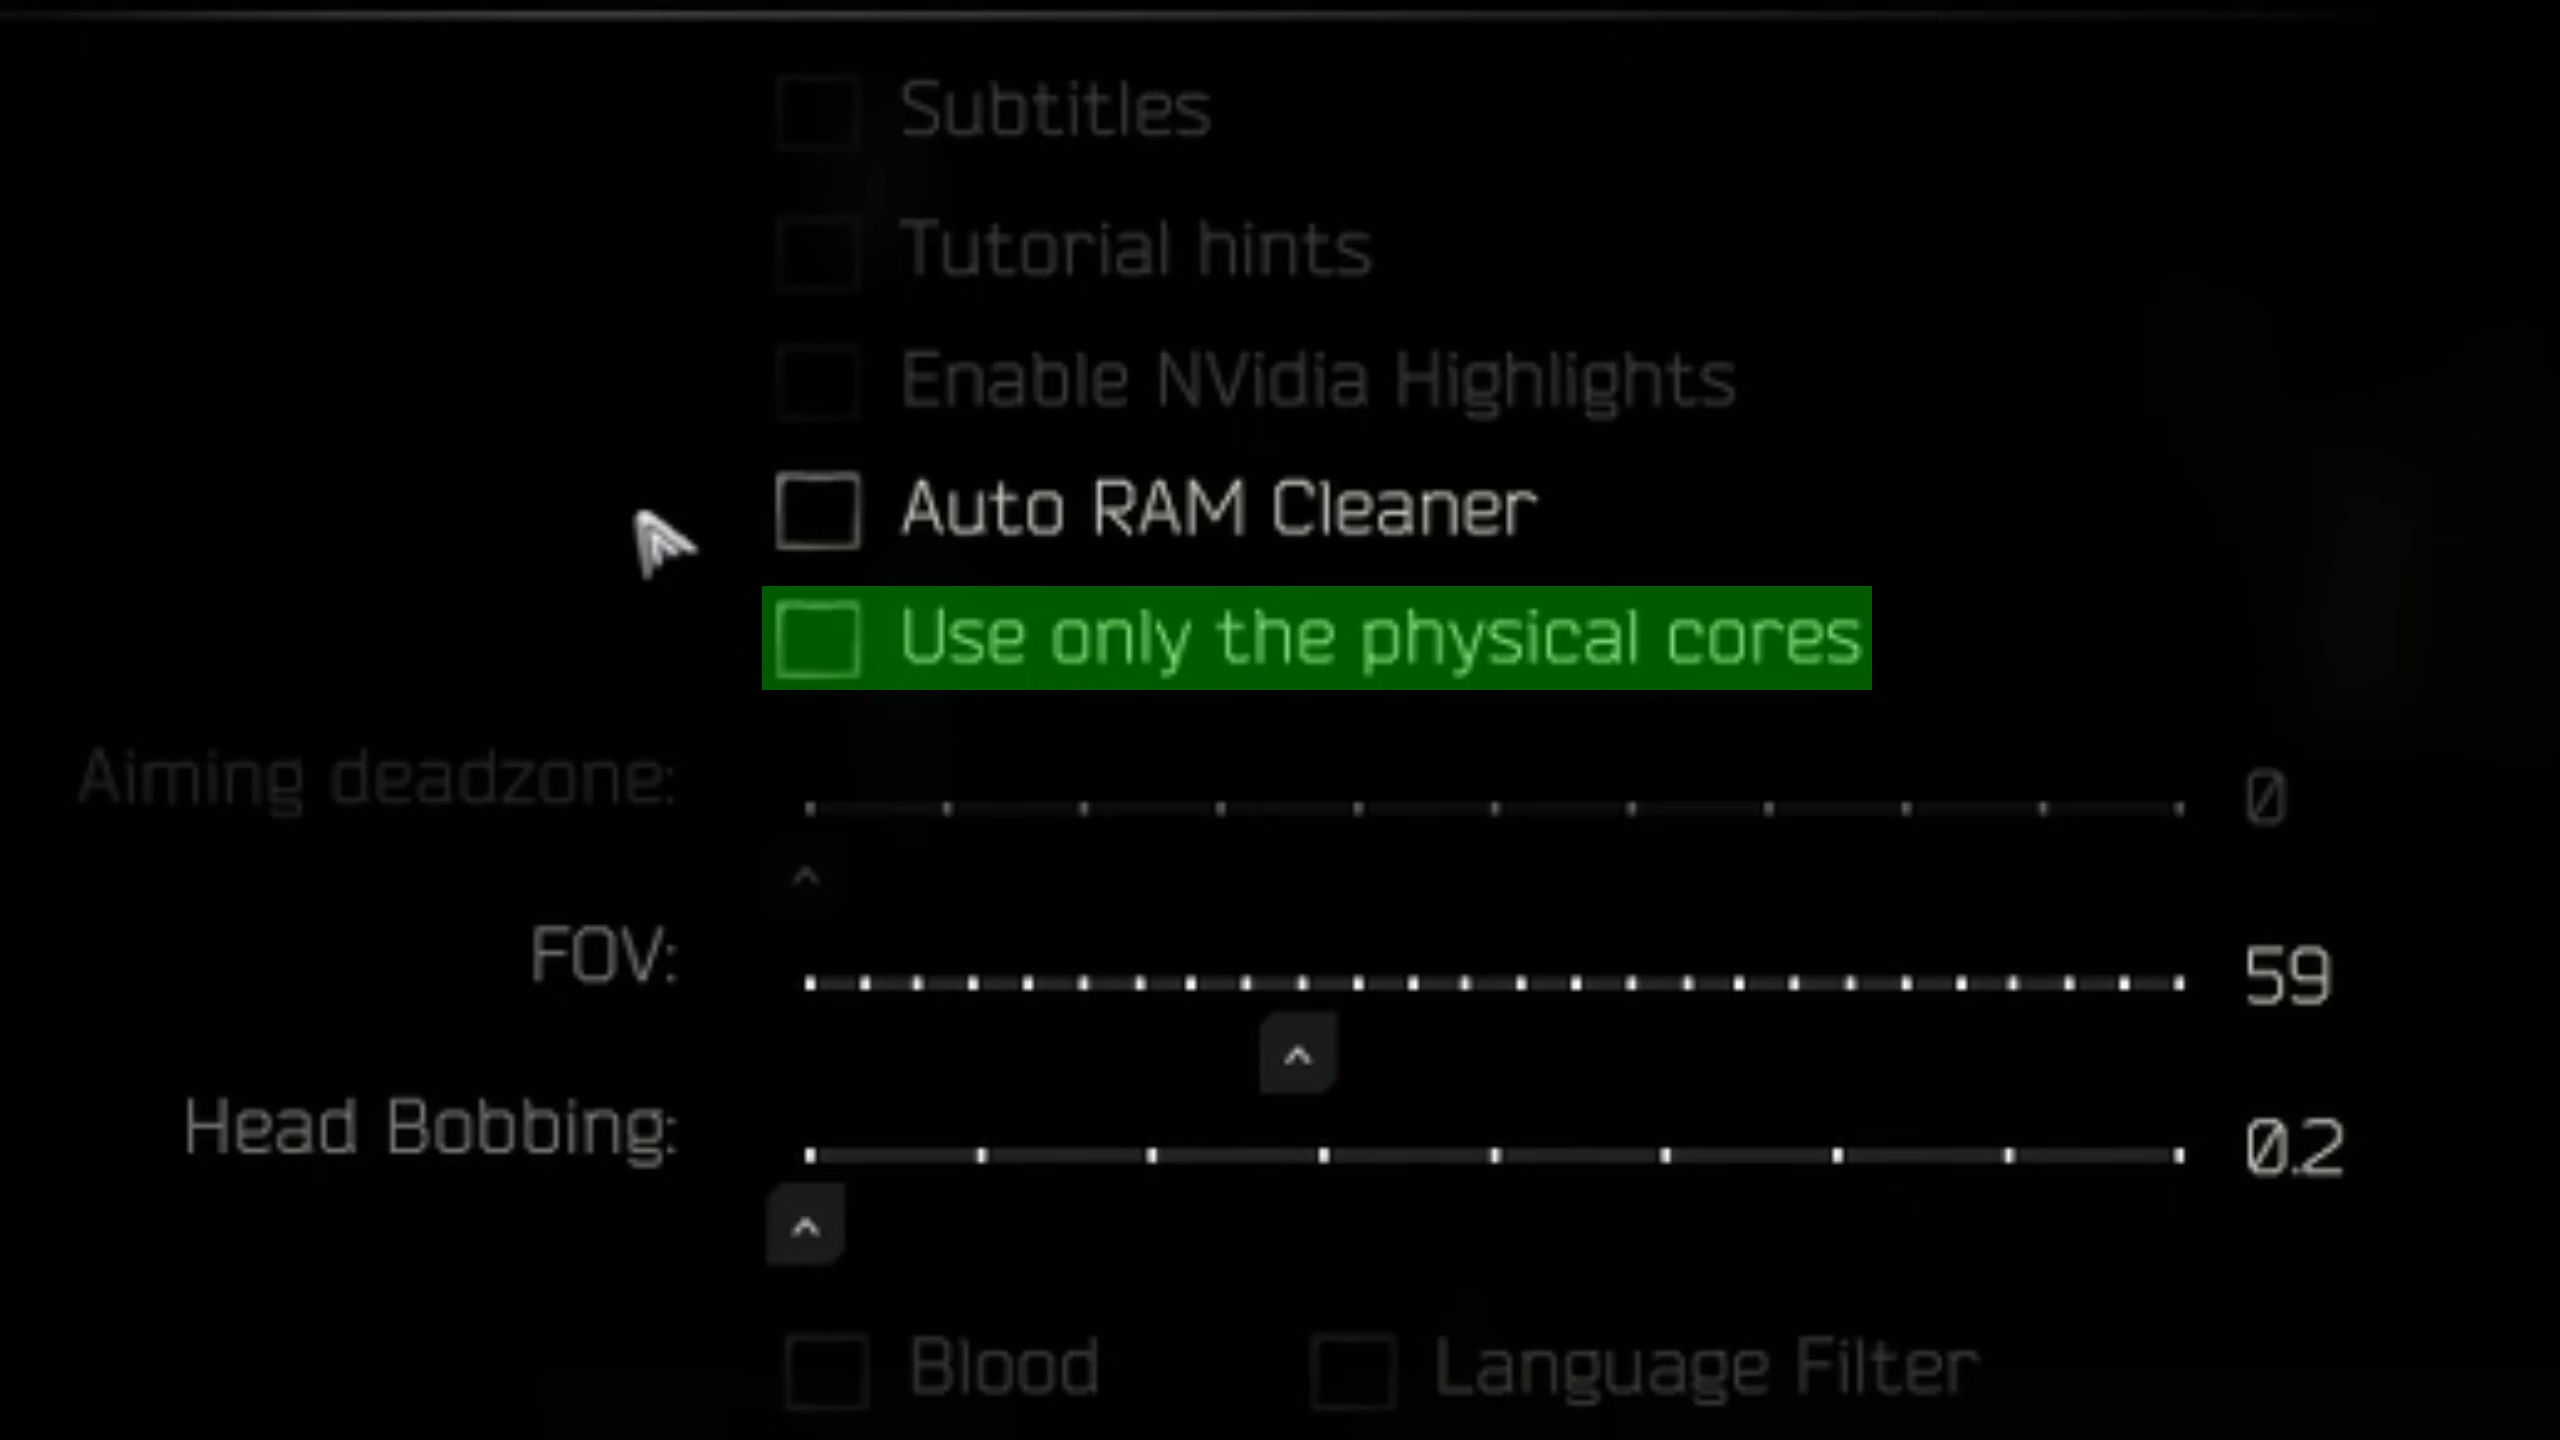 Subtitles
Tutorial hints
Enable NVidia Highlights
Auto RAM Cleaner
Use only the physical cores
Aiming deadzone: 0
FOV: 59
Head Bobbing: 0.2
Blood Language Filter